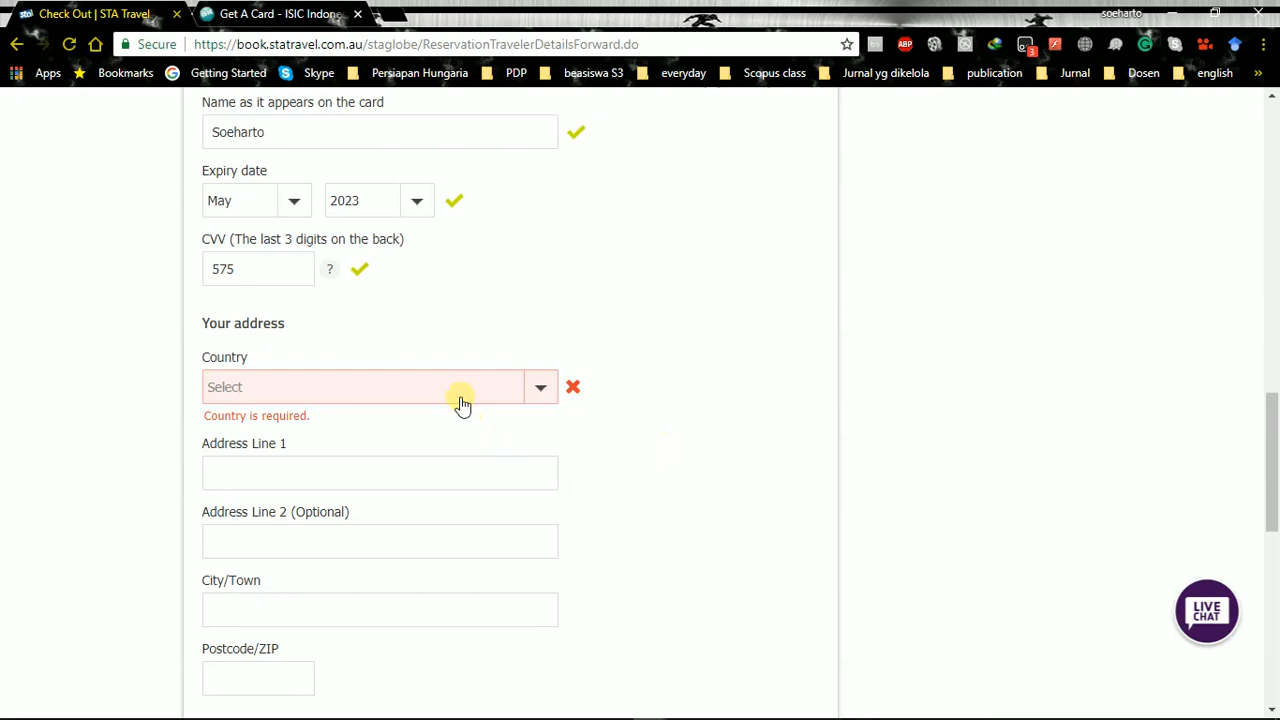 Check Out | STA Travel
Get A Card - ISIC Indone
soeharto
Secure https://book.statravel.com.au/staglobe/ReservationTravelerDetailsForward.do
ABP
3
Apps Bookmarks Getting Started Skype Persiapan Hungaria PDP beasiswa S3 everyday Scopus class Jurnal yg dikelola publication Jurnal Dosen english »
Name as it appears on the card
Soeharto
Expiry date
May 2023
CVV (The last 3 digits on the back)
575 ?
Your address
Country
Select
Country is required.
Address Line 1
Address Line 2 (Optional)
City/Town
LIVE
CHAT
Postcode/ZIP